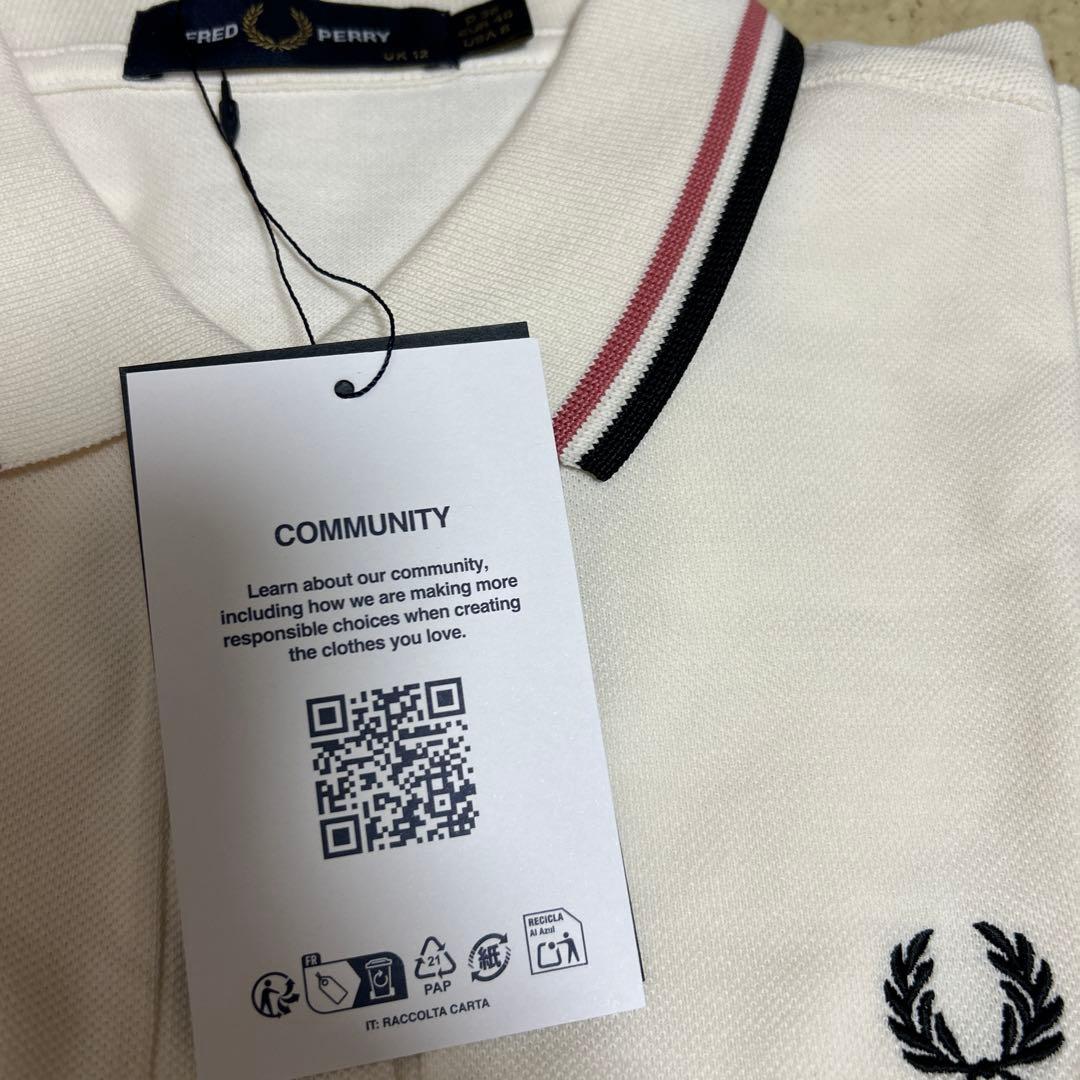 FRED PERRY
UK 12
COMMUNITY
Learn about our community,
including how we are making more
responsible choices when creating
the clothes you love.
FR
21
PAP
紙
RECICLA
Al Azul
IT: RACCOLTA CARTA